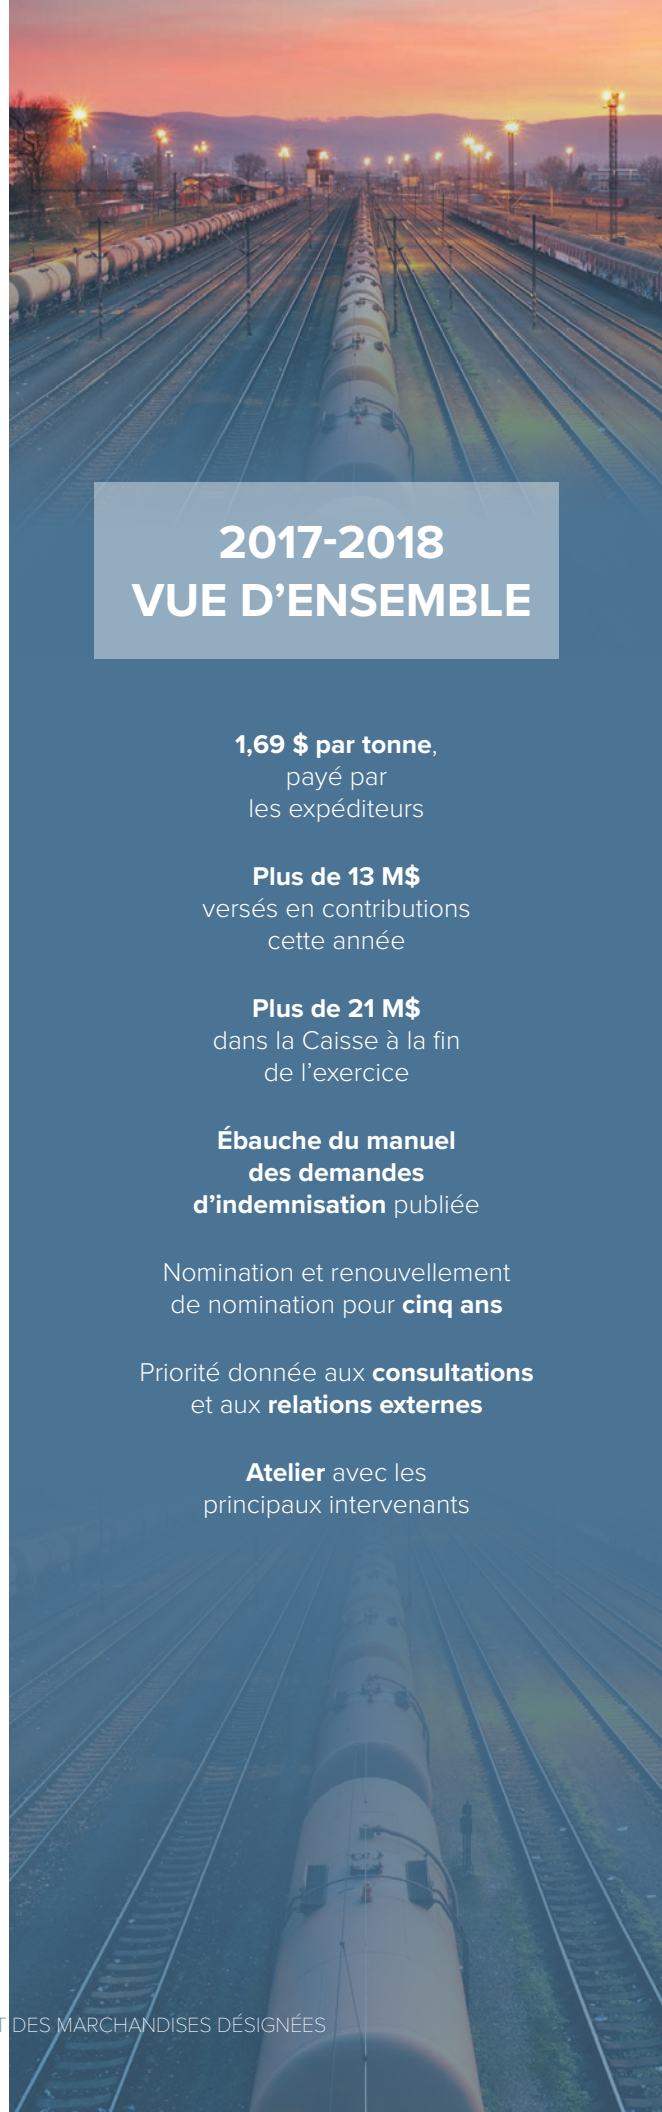 2017-2018
VUE D’ENSEMBLE
1,69 $ par tonne,
payé par
les expéditeurs
Plus de 13 M$
versés en contributions
cette année
Plus de 21 M$
dans la Caisse à la fin
de l’exercice
Ébauche du manuel
des demandes
d’indemnisation publiée
Nomination et renouvellement
de nomination pour cinq ans
Priorité donnée aux consultations
et aux relations externes
Atelier avec les
principaux intervenants
DES MARCHANDISES DÉSIGNÉES